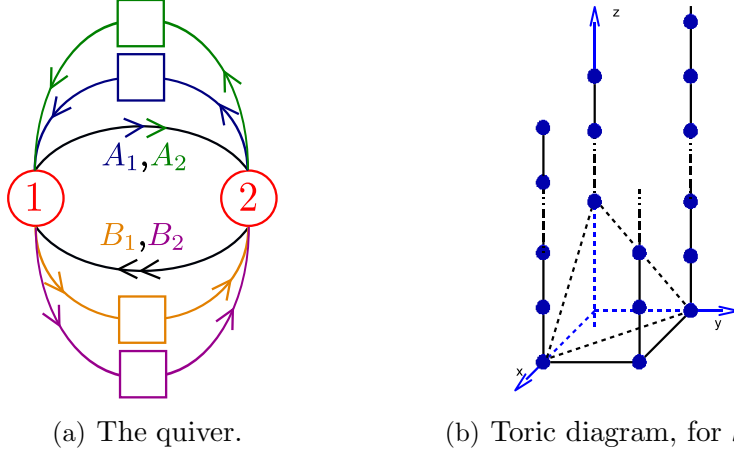 z
A₁,A₂
1
2
B₁,B₂
x
y
(a) The quiver.
(b) Toric diagram, for